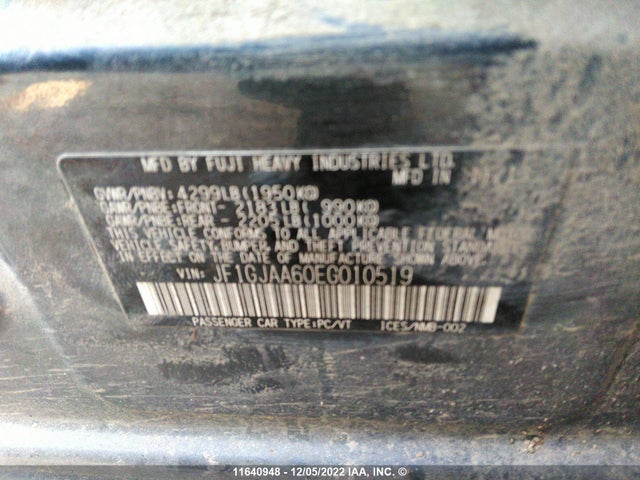 MFD BY FUJI HEAVY INDUSTRIES LTD.
MFD IN
GVWR/PNBV: 4299LB(1950KG)
GAWR/PNBE: FRONT- 2183LB( 990KG)
GAWR/PNBE: REAR - 2205LB(1000KG)
THIS VEHICLE CONFORMS TO ALL APPLICABLE FEDERAL MOTOR
VEHICLE SAFETY, BUMPER AND THEFT PREVENTION STANDARDS
IN EFFECT ON THE DATE OF MANUFACTURE SHOWN ABOVE.
VIN: JF1GJAA60EG010519
PASSENGER CAR TYPE:PC/VT ICES/NMB-002
11640948 - 12/05/2022 IAA, INC. ©